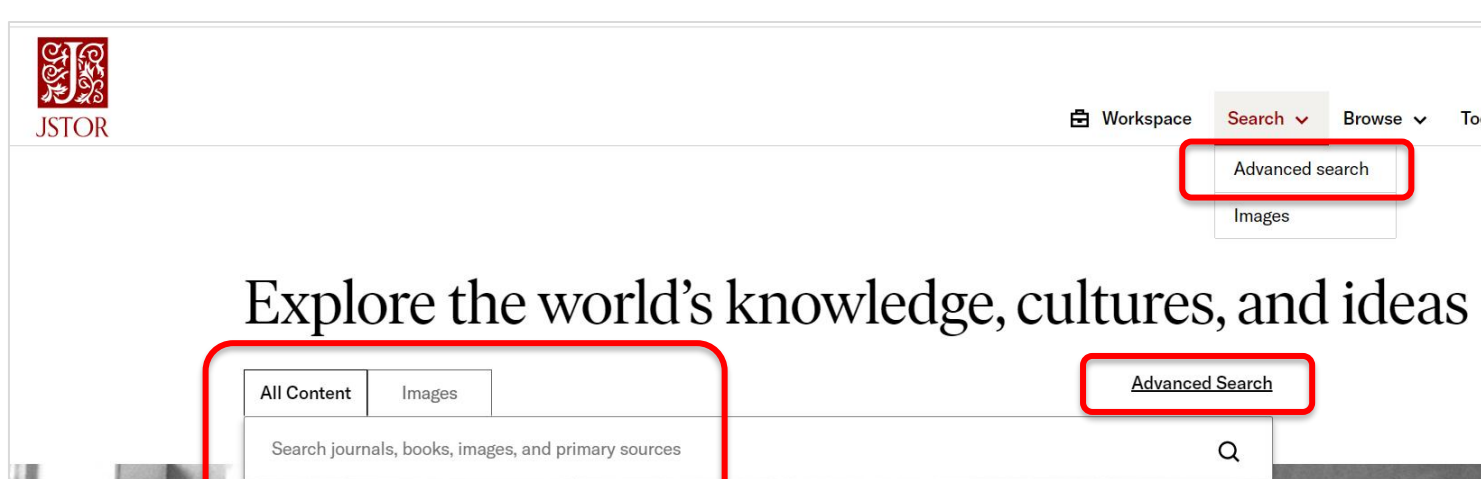 JSTOR
Workspace Search Browse
Advanced search
Images
Explore the world’s knowledge, cultures, and ideas
All Content Images Advanced Search
Search journals, books, images, and primary sources